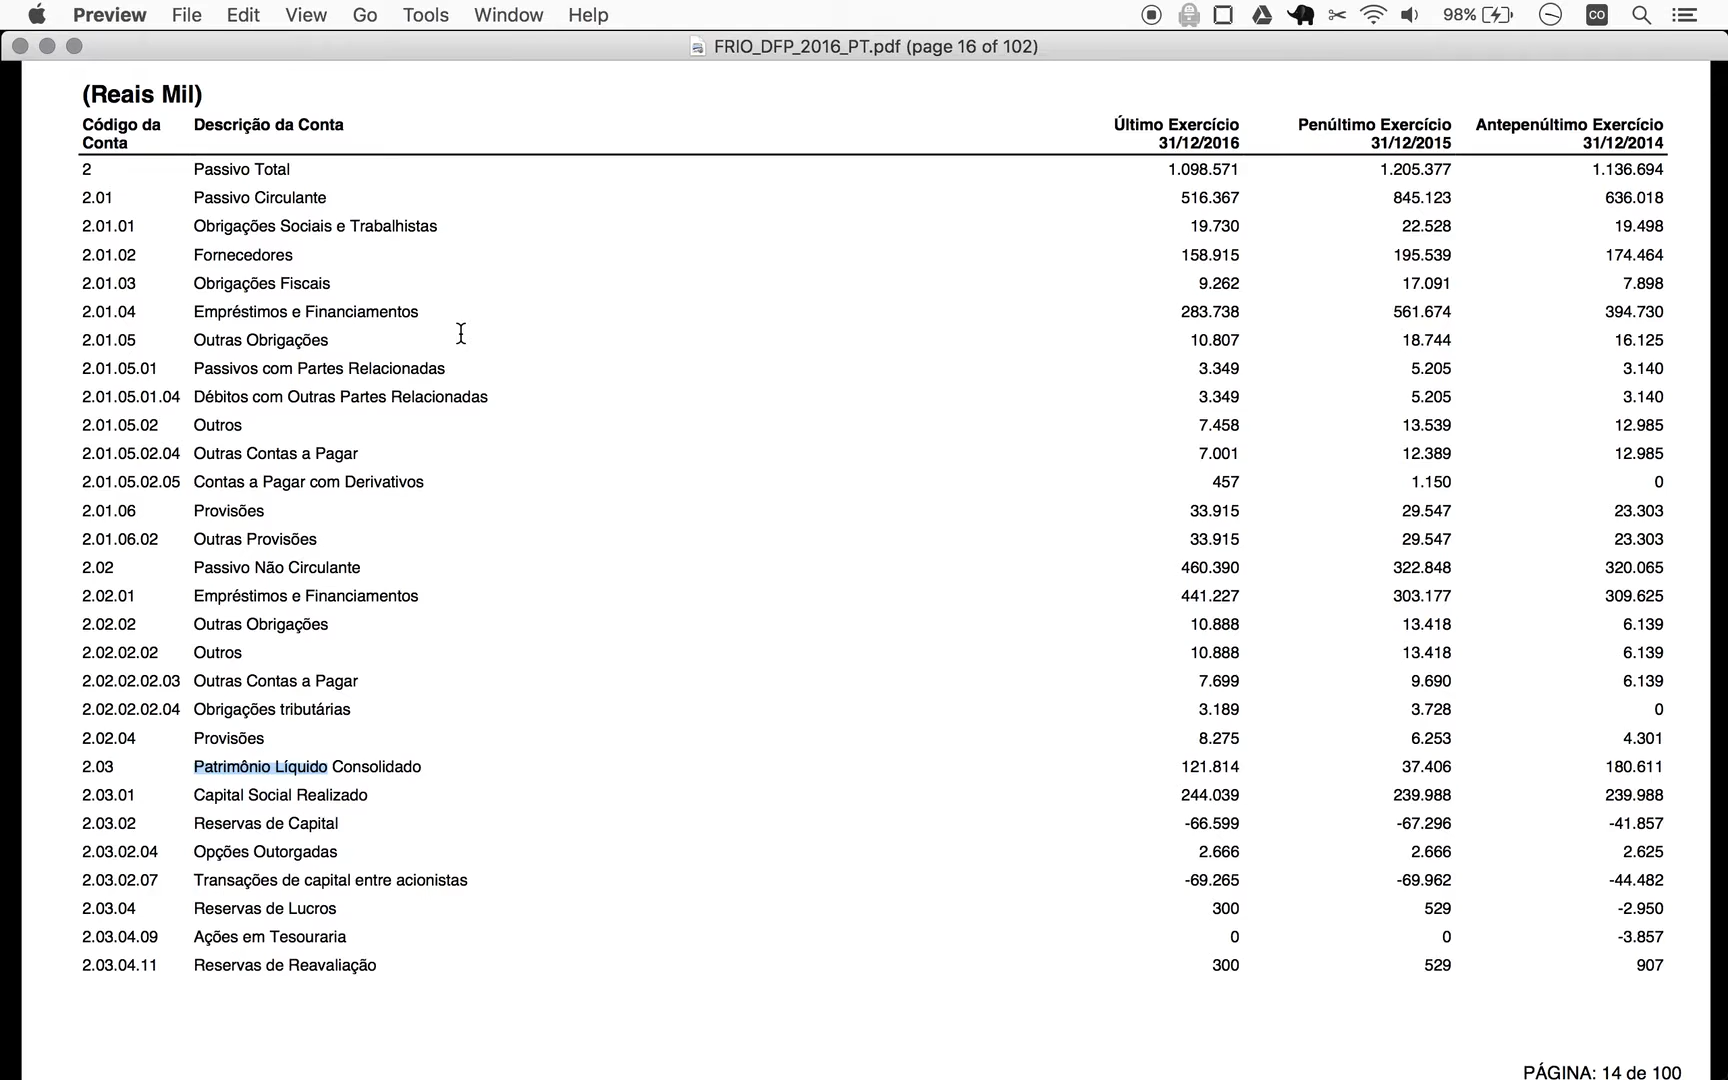 Preview File Edit View Go Tools Window Help 98% CO
FRIO_DFP_2016_PT.pdf (page 16 of 102)
(Reais Mil)
Código da Conta Descrição da Conta Último Exercício 31/12/2016 Penúltimo Exercício 31/12/2015 Antepenúltimo Exercício 31/12/2014
2 Passivo Total 1.098.571 1.205.377 1.136.694
2.01 Passivo Circulante 516.367 845.123 636.018
2.01.01 Obrigações Sociais e Trabalhistas 19.730 22.528 19.498
2.01.02 Fornecedores 158.915 195.539 174.464
2.01.03 Obrigações Fiscais 9.262 17.091 7.898
2.01.04 Empréstimos e Financiamentos 283.738 561.674 394.730
2.01.05 Outras Obrigações 10.807 18.744 16.125
2.01.05.01 Passivos com Partes Relacionadas 3.349 5.205 3.140
2.01.05.01.04 Débitos com Outras Partes Relacionadas 3.349 5.205 3.140
2.01.05.02 Outros 7.458 13.539 12.985
2.01.05.02.04 Outras Contas a Pagar 7.001 12.389 12.985
2.01.05.02.05 Contas a Pagar com Derivativos 457 1.150 0
2.01.06 Provisões 33.915 29.547 23.303
2.01.06.02 Outras Provisões 33.915 29.547 23.303
2.02 Passivo Não Circulante 460.390 322.848 320.065
2.02.01 Empréstimos e Financiamentos 441.227 303.177 309.625
2.02.02 Outras Obrigações 10.888 13.418 6.139
2.02.02.02 Outros 10.888 13.418 6.139
2.02.02.02.03 Outras Contas a Pagar 7.699 9.690 6.139
2.02.02.02.04 Obrigações tributárias 3.189 3.728 0
2.02.04 Provisões 8.275 6.253 4.301
2.03 Patrimônio Líquido Consolidado 121.814 37.406 180.611
2.03.01 Capital Social Realizado 244.039 239.988 239.988
2.03.02 Reservas de Capital -66.599 -67.296 -41.857
2.03.02.04 Opções Outorgadas 2.666 2.666 2.625
2.03.02.07 Transações de capital entre acionistas -69.265 -69.962 -44.482
2.03.04 Reservas de Lucros 300 529 -2.950
2.03.04.09 Ações em Tesouraria 0 0 -3.857
2.03.04.11 Reservas de Reavaliação 300 529 907
PÁGINA: 14 de 100